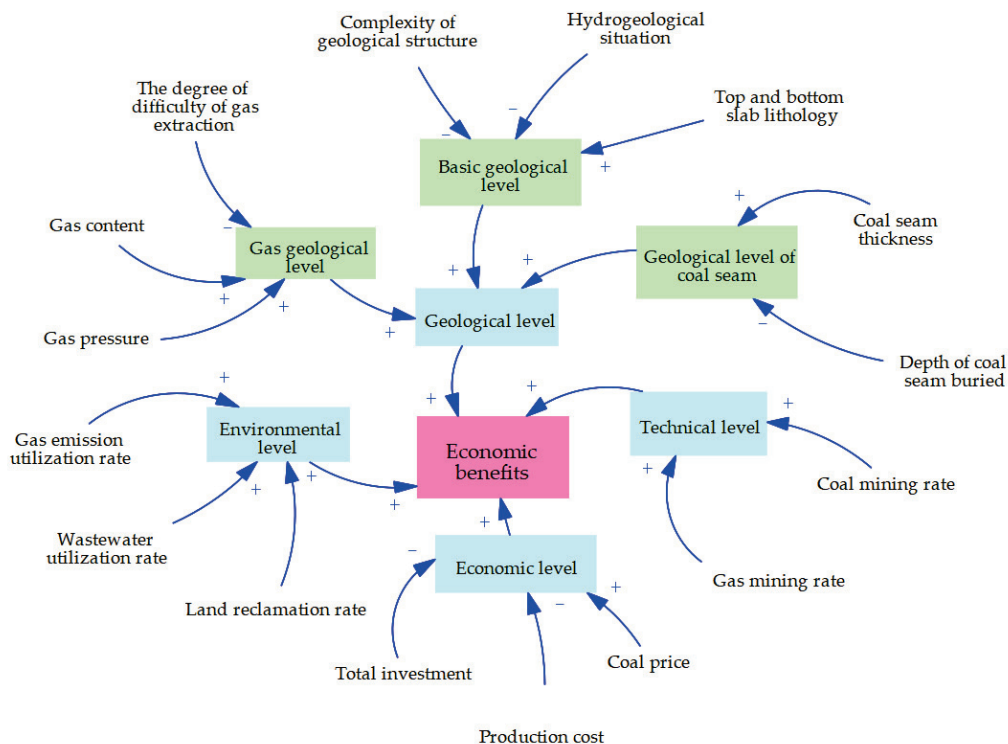 Complexity of
geological structure
Hydrogeological
situation
The degree of
difficulty of gas
extraction
Top and bottom
slab lithology
−
−
+
Basic geological
level
+
Coal seam
thickness
Gas content
−
Gas geological
level
Geological level of
coal seam
+
+
+
+
−
Gas pressure
+
Geological level
Depth of coal
seam buried
+
+
+
+
Gas emission
utilization rate
Environmental
level
Economic
benefits
Technical level
+
+
+
+
Coal mining rate
Wastewater
utilization rate
+
−
Economic level
Gas mining rate
Land reclamation rate
−
+
Total investment
Coal price
Production cost